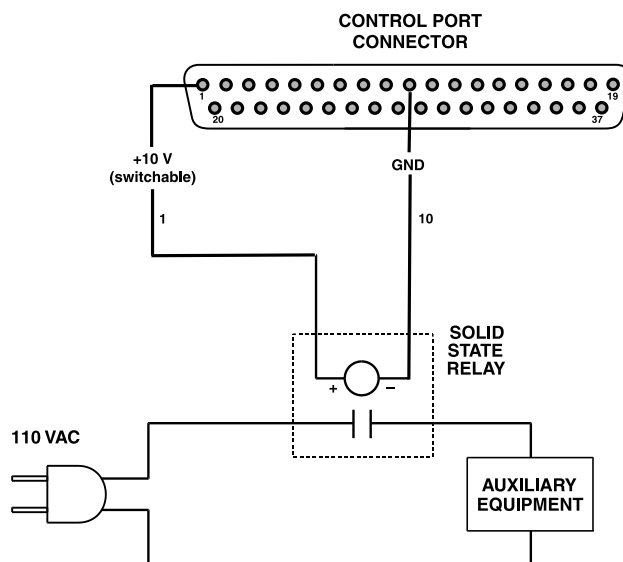 CONTROL PORT
CONNECTOR
1
19
20
37
+10 V
(switchable)
GND
1
10
SOLID
STATE
RELAY
+
–
110 VAC
AUXILIARY
EQUIPMENT